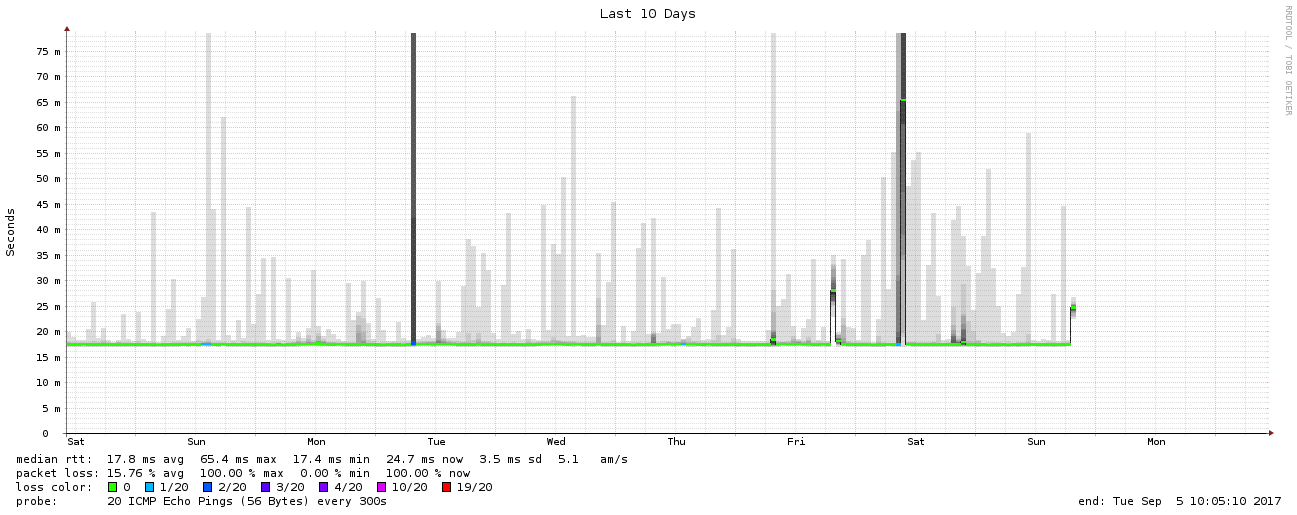 Last 10 Days
RRDTOOL / TOBI OETIKER
Seconds
75 m
70 m
65 m
60 m
55 m
50 m
45 m
40 m
35 m
30 m
25 m
20 m
15 m
10 m
5 m
0
Sat Sun Mon Tue Wed Thu Fri Sat Sun Mon
median rtt: 17.8 ms avg 65.4 ms max 17.4 ms min 24.7 ms now 3.5 ms sd 5.1 am/s
packet loss: 15.76 % avg 100.00 % max 0.00 % min 100.00 % now
loss color: 0 1/20 2/20 3/20 4/20 10/20 19/20
probe: 20 ICMP Echo Pings (56 Bytes) every 300s end: Tue Sep 5 10:05:10 2017